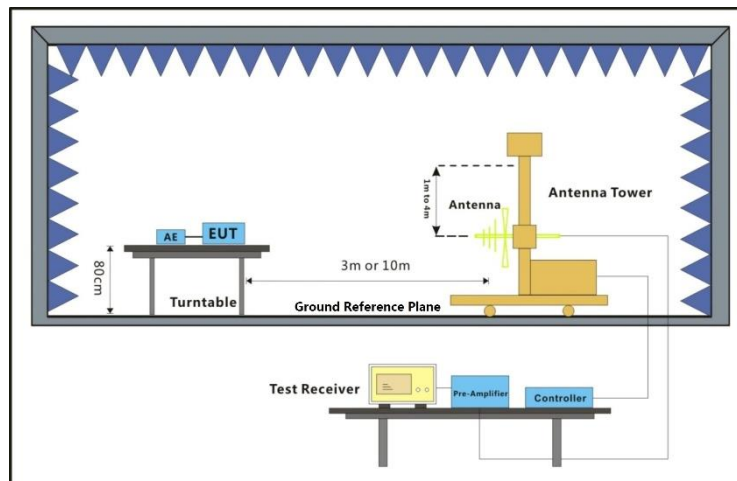 1m to 4m
Antenna
Antenna Tower
AE
EUT
80cm
3m or 10m
Turntable
Ground Reference Plane
Test Receiver
Pre-Amplifier
Controller